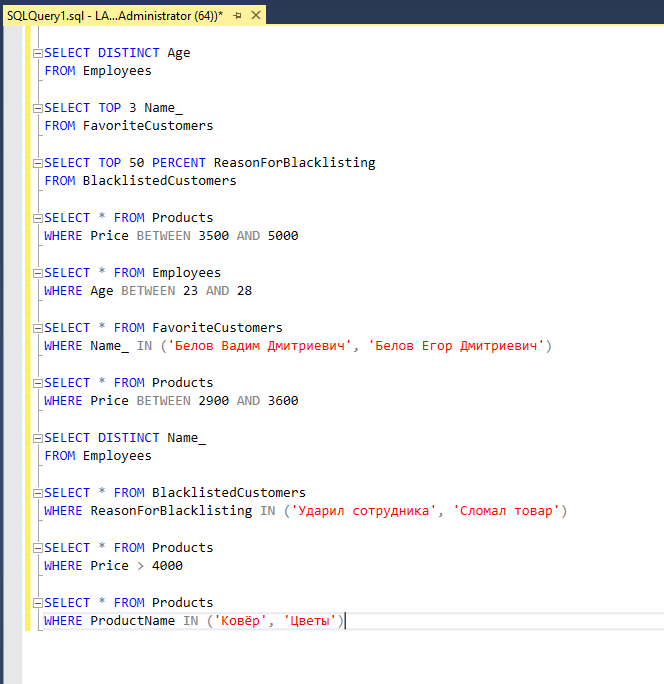 SQLQuery1.sql - LA...Administrator (64))*
SELECT DISTINCT Age
FROM Employees
SELECT TOP 3 Name_
FROM FavoriteCustomers
SELECT TOP 50 PERCENT ReasonForBlacklisting
FROM BlacklistedCustomers
SELECT * FROM Products
WHERE Price BETWEEN 3500 AND 5000
SELECT * FROM Employees
WHERE Age BETWEEN 23 AND 28
SELECT * FROM FavoriteCustomers
WHERE Name_ IN ('Белов Вадим Дмитриевич', 'Белов Егор Дмитриевич')
SELECT * FROM Products
WHERE Price BETWEEN 2900 AND 3600
SELECT DISTINCT Name_
FROM Employees
SELECT * FROM BlacklistedCustomers
WHERE ReasonForBlacklisting IN ('Ударил сотрудника', 'Сломал товар')
SELECT * FROM Products
WHERE Price > 4000
SELECT * FROM Products
WHERE ProductName IN ('Ковёр', 'Цветы')